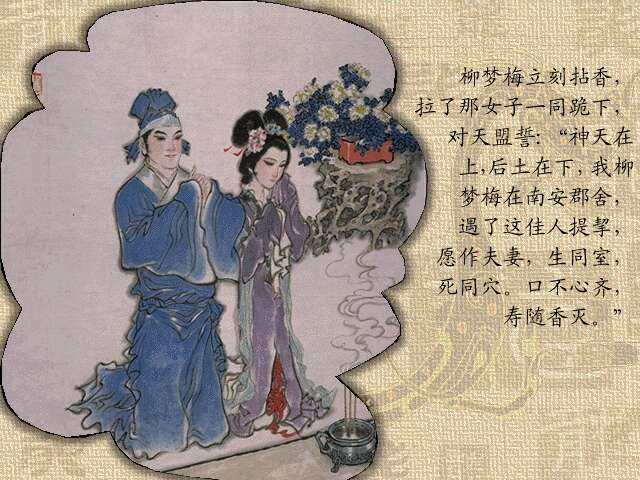 柳梦梅立刻拈香，
拉了那女子一同跪下，
对天盟誓：“神天在
上，后土在下，我柳
梦梅在南安郡舍，
遇了这佳人提挈，
愿作夫妻，生同室，
死同穴。口不心齐，
寿随香灭。”